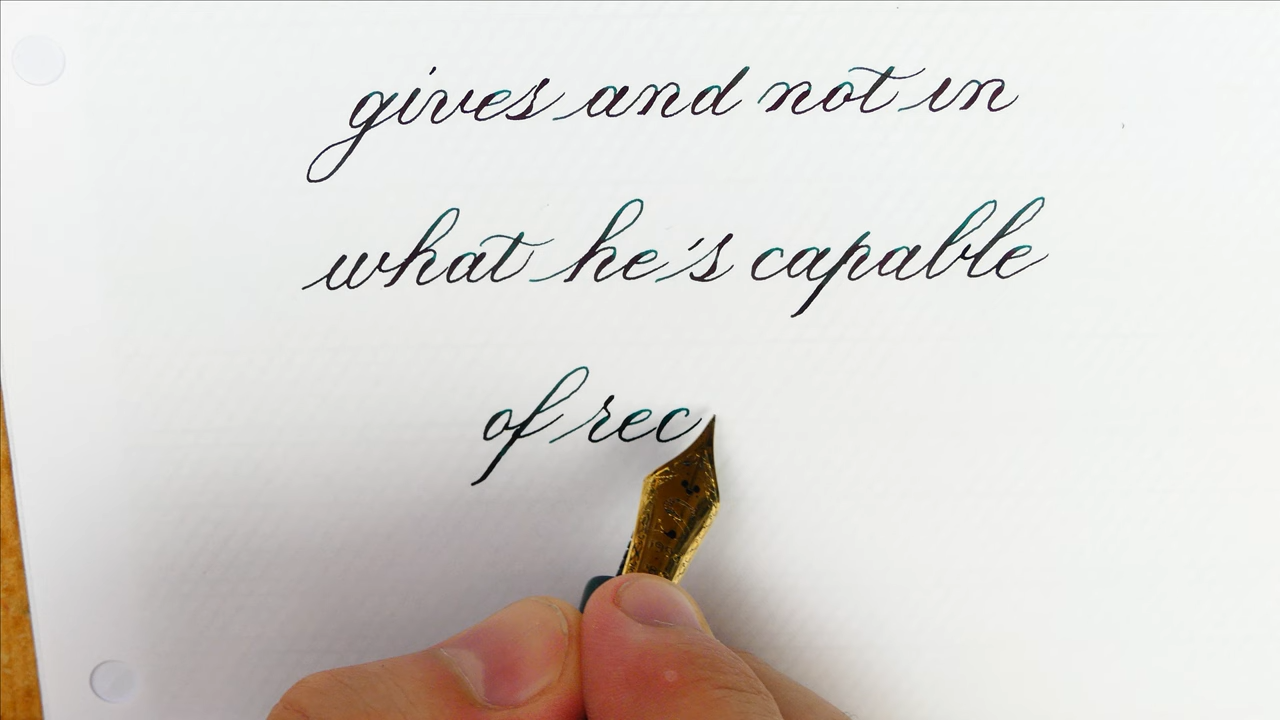 gives and not in
what he's capable
of rec